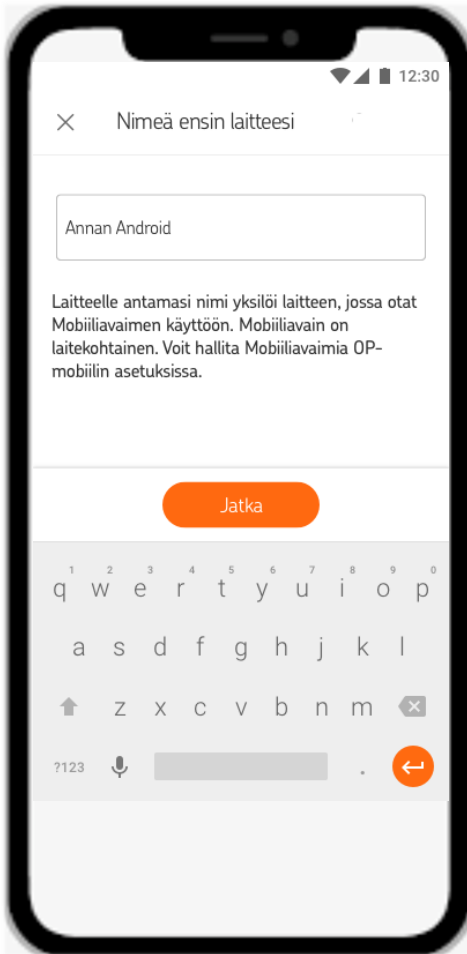 12:30
Nimeä ensin laitteesi
Annan Android
Laitteelle antamasi nimi yksilöi laitteen, jossa otat
Mobiiliavaimen käyttöön. Mobiiliavain on
laitekohtainen. Voit hallita Mobiiliavaimia OP-
mobiilin asetuksissa.
Jatka
1 2 3 4 5 6 7 8 9 0
q w e r t y u i o p
a s d f g h j k l
z x c v b n m
?123 .